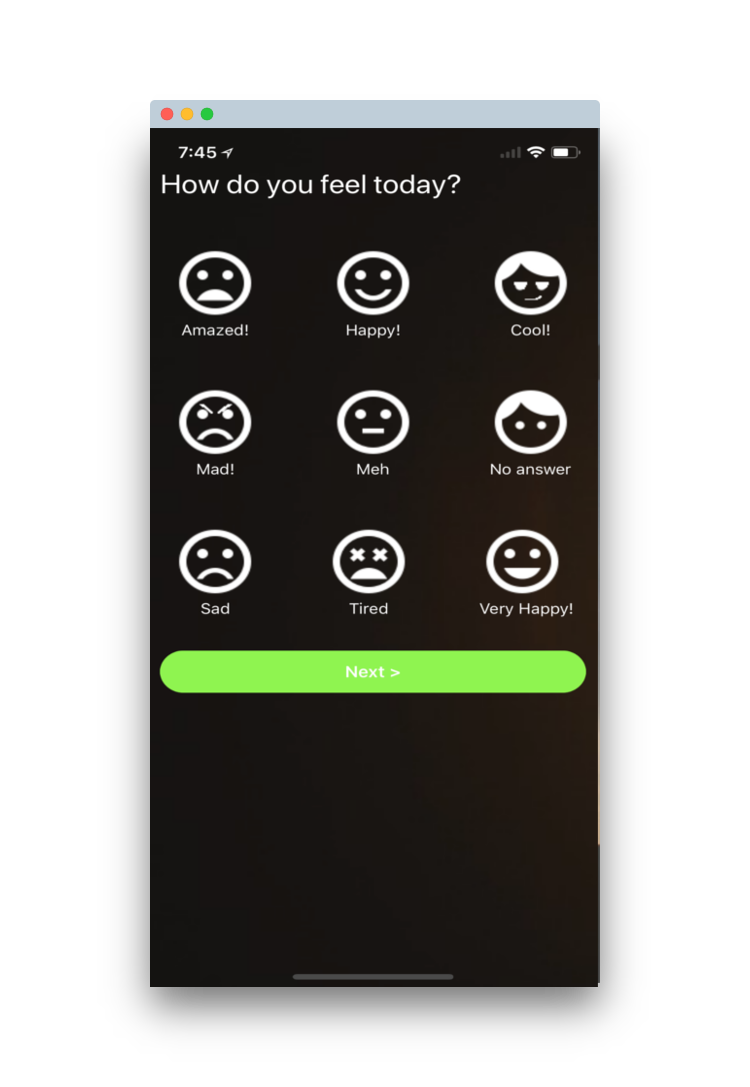 7:45
How do you feel today?
Amazed! Happy! Cool!
Mad! Meh No answer
Sad Tired Very Happy!
Next >